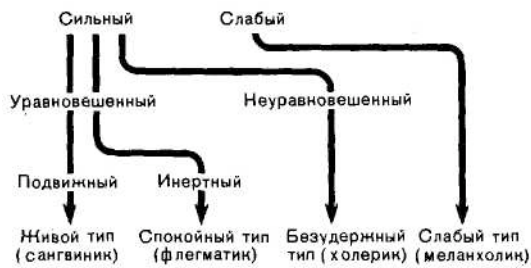 Сильный Слабый
Уравновешенный Неуравновешенный
Подвижный Инертный
Живой тип Спокойный тип Безудержный Слабый тип
(сангвиник) (флегматик) тип (холерик) (меланхолик)